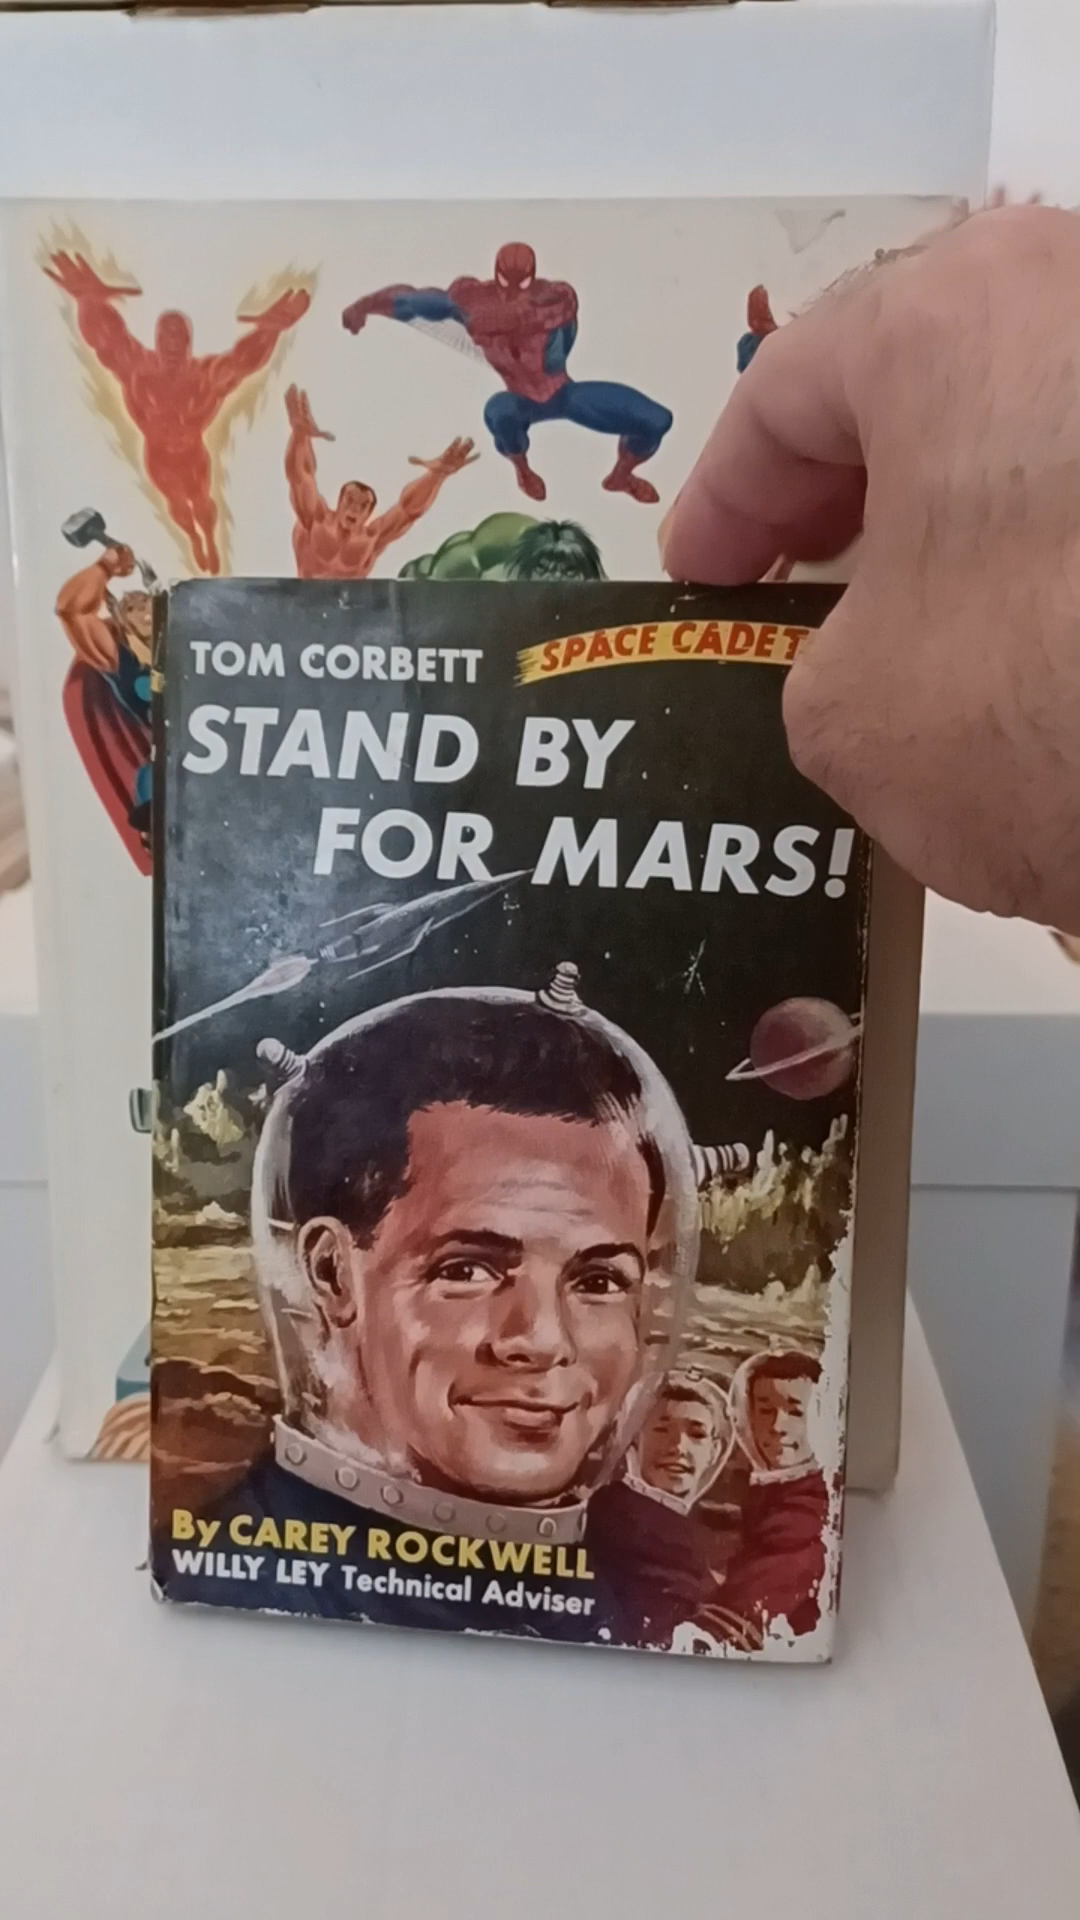 TOM CORBETT
SPACE CADET
STAND BY
FOR MARS!
By CAREY ROCKWELL
WILLY LEY Technical Adviser